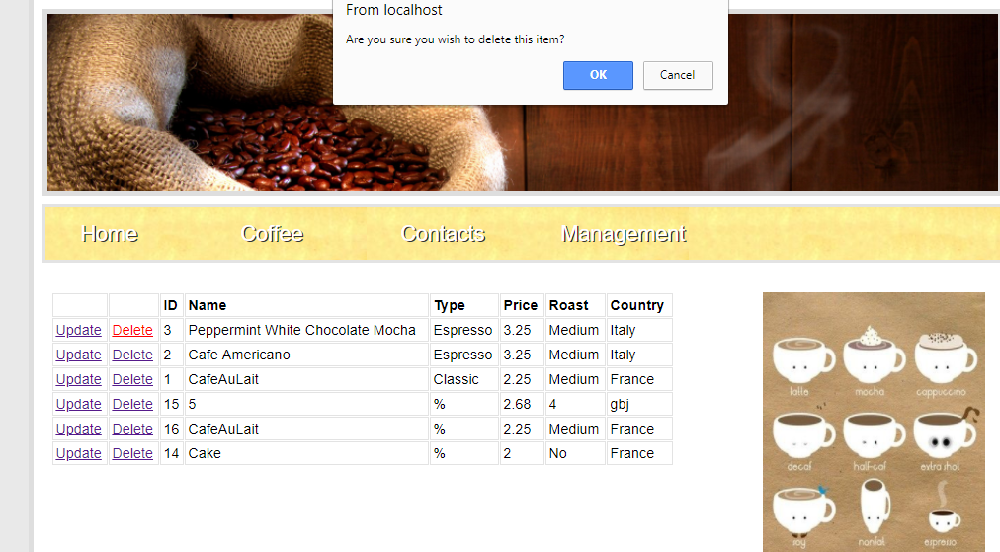 From localhost
Are you sure you wish to delete this item?
OK Cancel
Home Coffee Contacts Management
ID Name Type Price Roast Country
Update Delete 3 Peppermint White Chocolate Mocha Espresso 3.25 Medium Italy
Update Delete 2 Cafe Americano Espresso 3.25 Medium Italy
Update Delete 1 CafeAuLait Classic 2.25 Medium France
Update Delete 15 5 % 2.68 4 gbj
Update Delete 16 CafeAuLait % 2.25 Medium France
Update Delete 14 Cake % 2 No France
latte mocha cappuccino
decaf half-caf extra shot
soy nonfat espresso